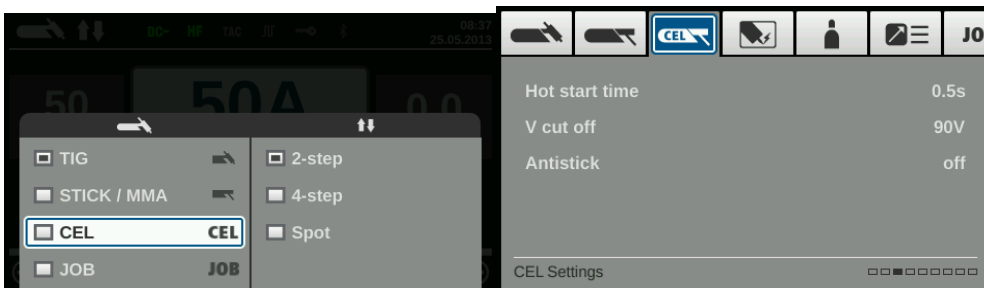 DC- HF TAC
08:37
25.05.2013
50 50A 0.0
TIG
STICK / MMA
CEL CEL
JOB JOB
2-step
4-step
Spot
CEL JO
Hot start time 0.5s
V cut off 90V
Antistick off
CEL Settings